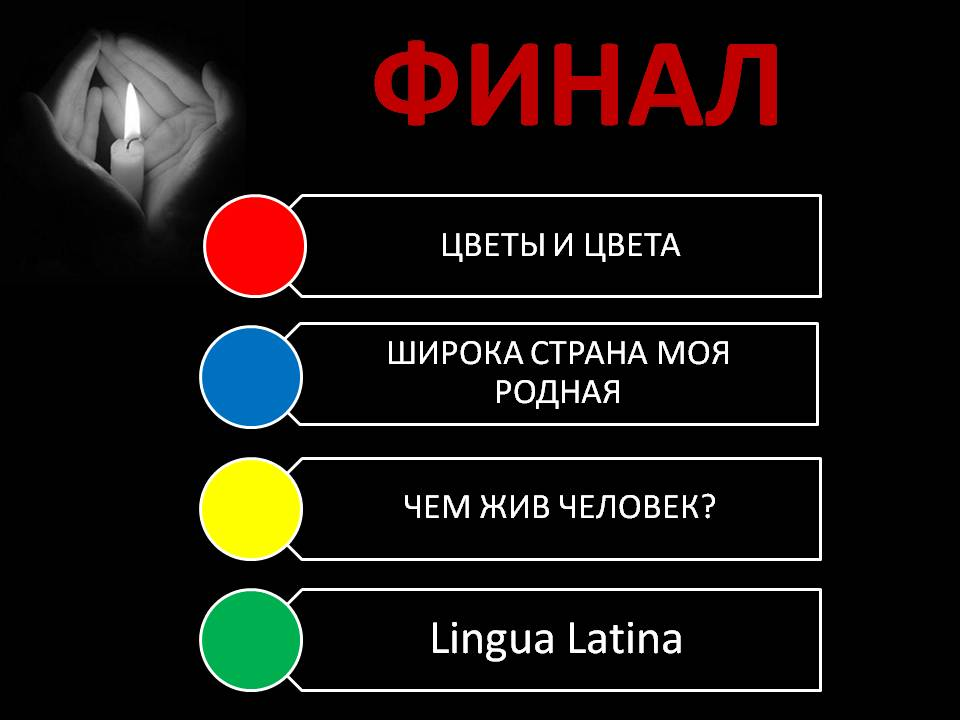 ФИНАЛ
ЦВЕТЫ И ЦВЕТА
ШИРОКА СТРАНА МОЯ
РОДНАЯ
ЧЕМ ЖИВ ЧЕЛОВЕК?
Lingua Latina